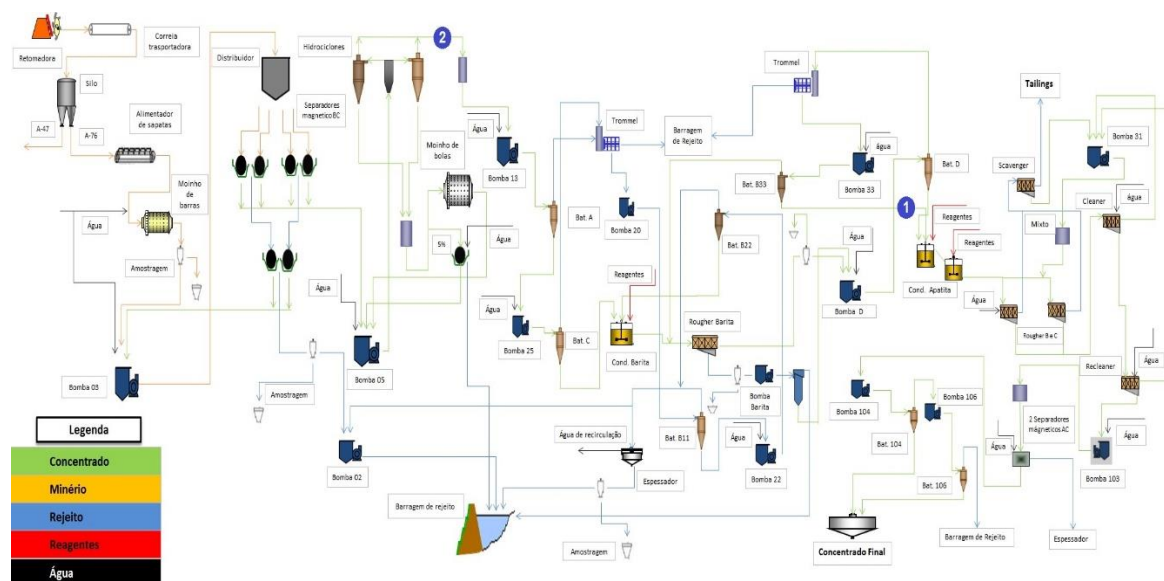 Retomadora
Correia
trasportadora
Silo
A-47
A-76
Alimentador
de sapatas
Água
Moinho
de
barras
Amostragem
Bomba 03
Legenda
Concentrado
Minério
Rejeito
Reagentes
Água
Distribuidor
Hidrociclones
2
Separadores
magnetico BC
Moinho de
bolas
5%
Água
Água
Bomba 05
Amostragem
Bomba 02
Água
Bomba 13
Bat. A
Trommel
Bomba 20
Água
Bomba 25
Bat. C
Reagentes
Cond. Barita
Rougher Barita
Barragem
de Rejeito
Trommel
Bat. B33
água
Bomba 33
Bat. D
Bat. B22
1
Água
Bomba D
Reagentes
Reagentes
Cond. Apatita
Bomba
Barita
Bat. B11
Água
Bomba 22
Água de recirculação
Espessador
Barragem de rejeito
Amostragem
Tailings
Scavenger
Bomba 31
Cleaner
Água
Mixto
Água
Rougher B e C
Recleaner
Água
Bomba 104
Bomba 106
Bat. 104
Bat. 106
2 Separadores
mágneticos AC
Água
Água
Bomba 103
Concentrado Final
Barragem de Rejeito
Espessador